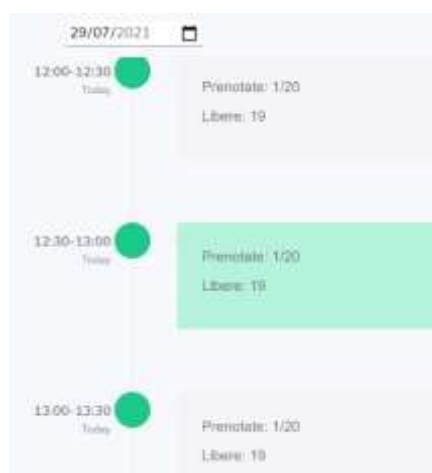 29/07/2021
12:00-12:30
Today
Prenotate: 1/20
Libere: 19
12:30-13:00
Today
Prenotate: 1/20
Libere: 19
13:00-13:30
Today
Prenotate: 1/20
Libere: 19